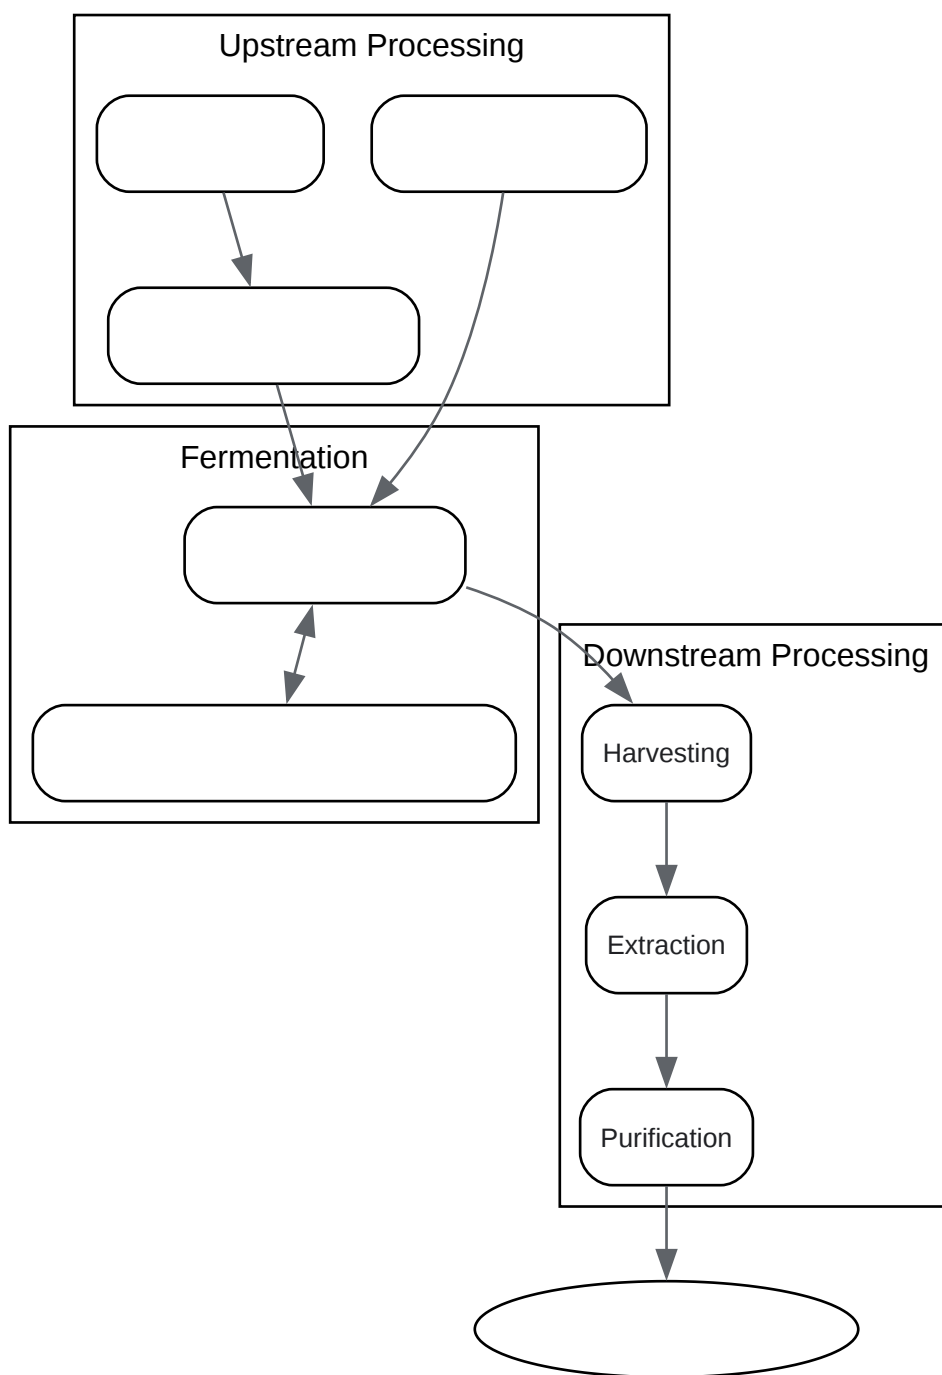 Upstream Processing
Fermentation
Downstream Processing
Harvesting
Extraction
Purification